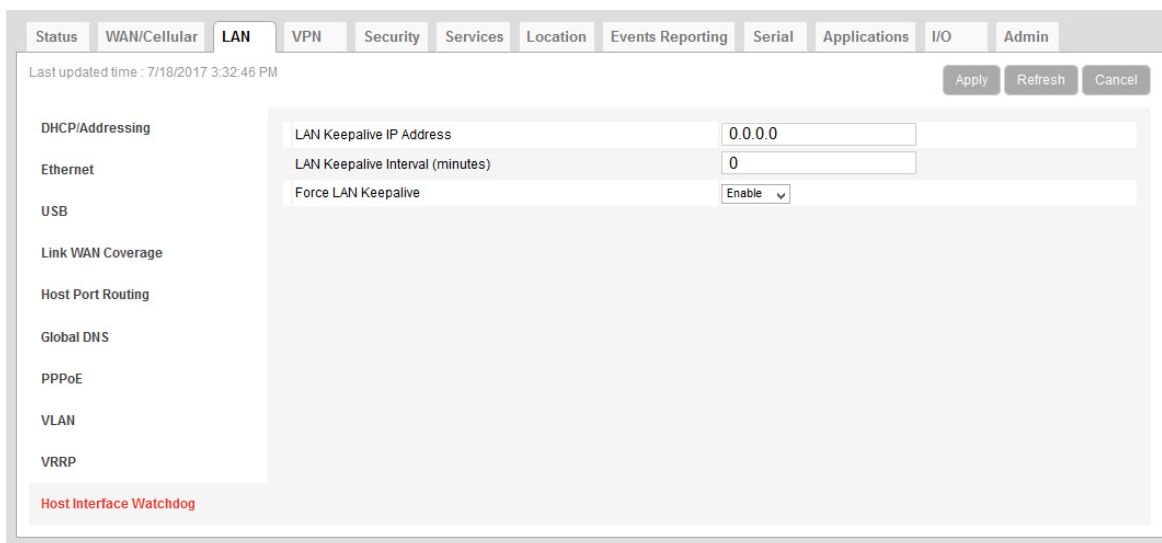 Status WAN/Cellular LAN VPN Security Services Location Events Reporting Serial Applications I/O Admin
Last updated time : 7/18/2017 3:32:46 PM
Apply Refresh Cancel
DHCP/Addressing
Ethernet
USB
Link WAN Coverage
Host Port Routing
Global DNS
PPPoE
VLAN
VRRP
Host Interface Watchdog
LAN Keepalive IP Address 0.0.0.0
LAN Keepalive Interval (minutes) 0
Force LAN Keepalive Enable